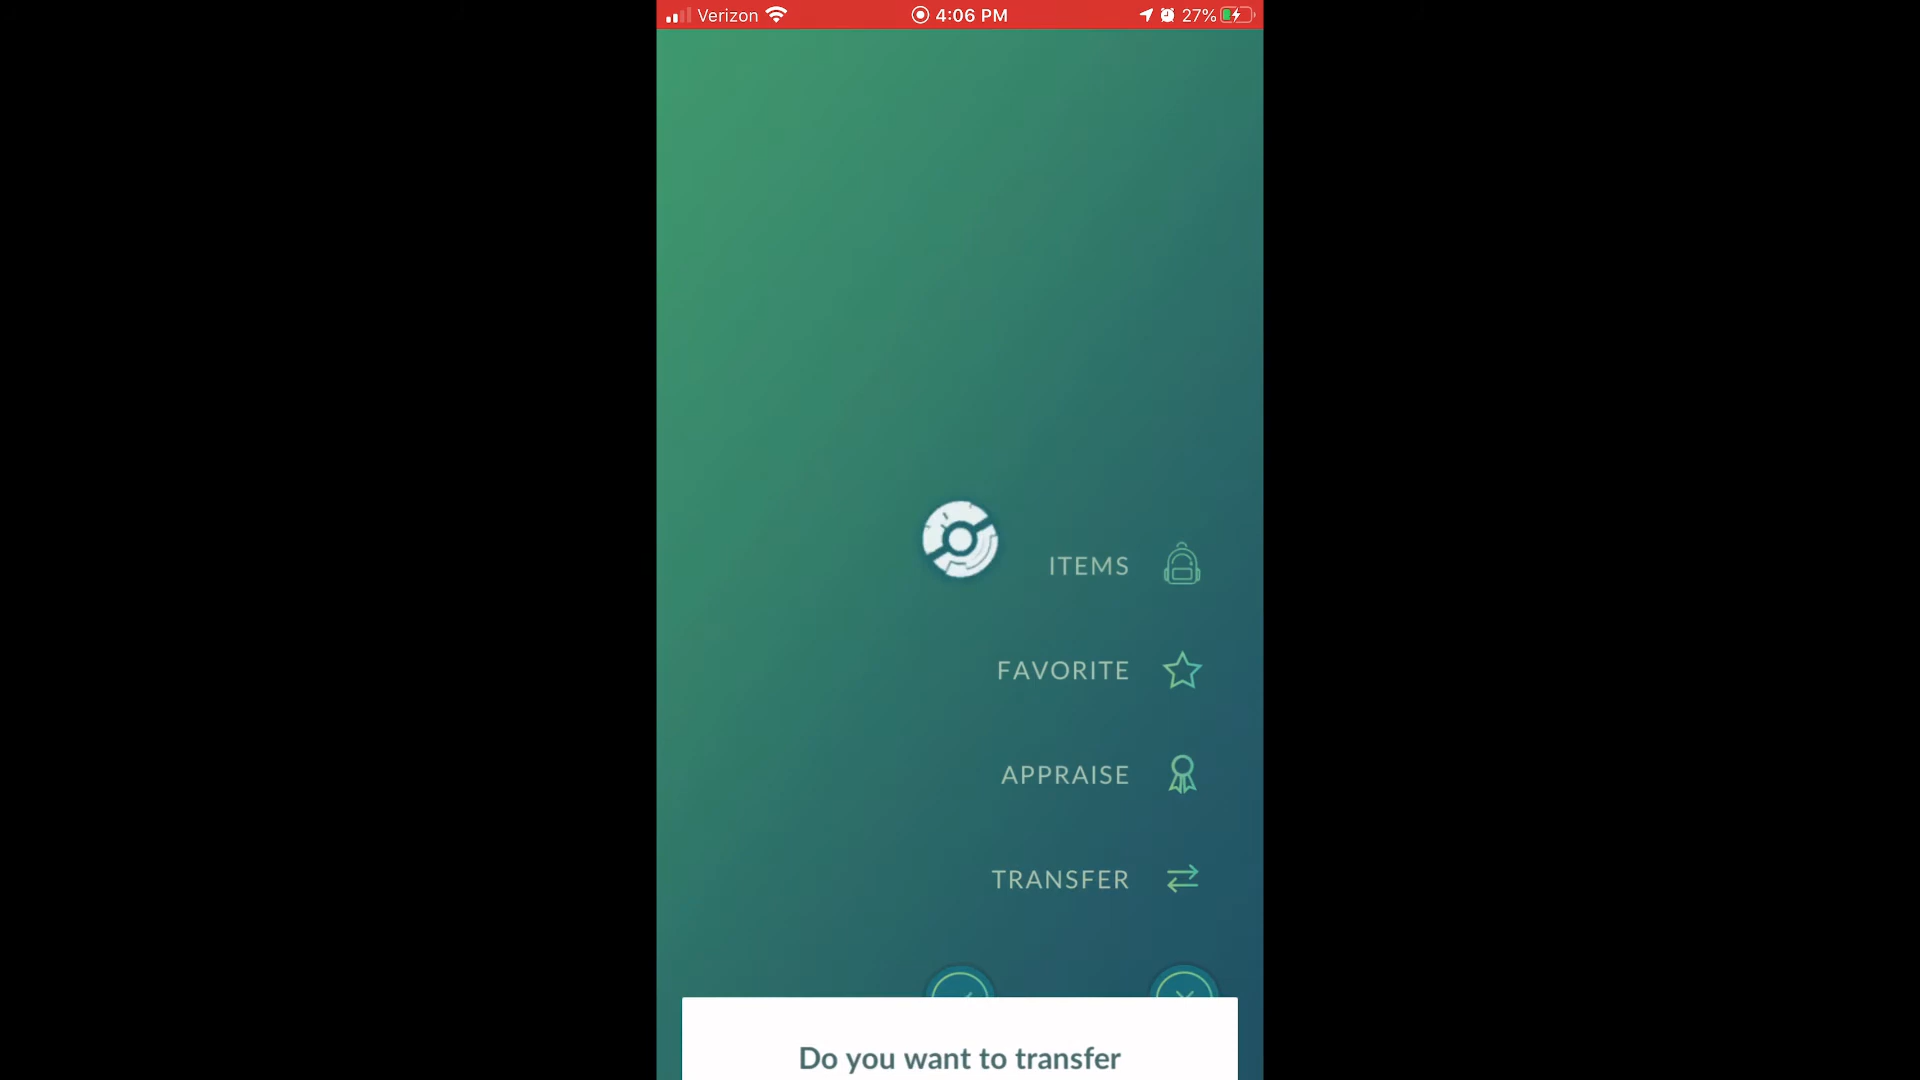 Verizon 4:06 PM 27%
ITEMS
FAVORITE
APPRAISE
TRANSFER
Do you want to transfer